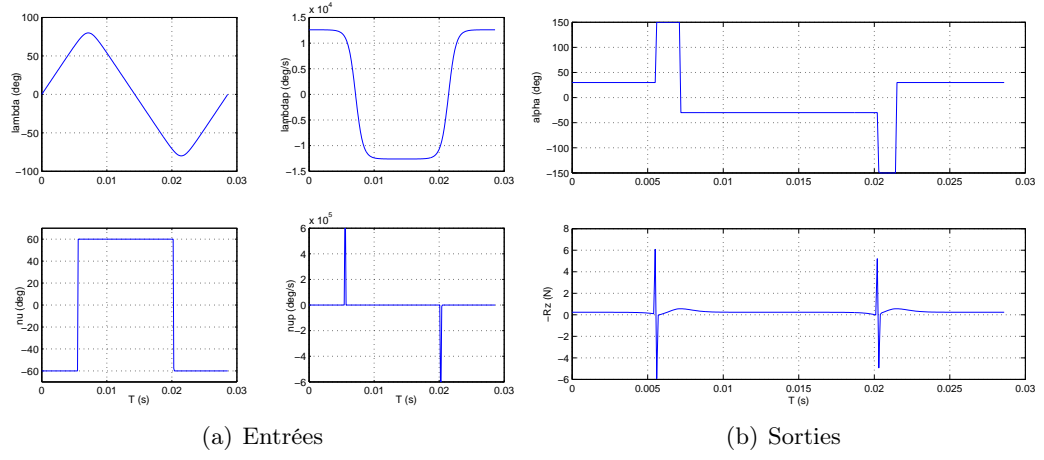 100
50
0
−50
−100
lambda (deg)
0 0.01 0.02 0.03
x 10⁴
1.5
1
0.5
0
−0.5
−1
−1.5
lambdap (deg/s)
0 0.01 0.02 0.03
60
40
20
0
−20
−40
−60
nu (deg)
0 0.01 0.02 0.03
T (s)
x 10⁵
6
4
2
0
−2
−4
−6
nup (deg/s)
0 0.01 0.02 0.03
T (s)
(a) Entrées
150
100
50
0
−50
−100
−150
alpha (deg)
0 0.005 0.01 0.015 0.02 0.025 0.03
8
6
4
2
0
−2
−4
−6
−Rz (N)
0 0.005 0.01 0.015 0.02 0.025 0.03
T (s)
(b) Sorties